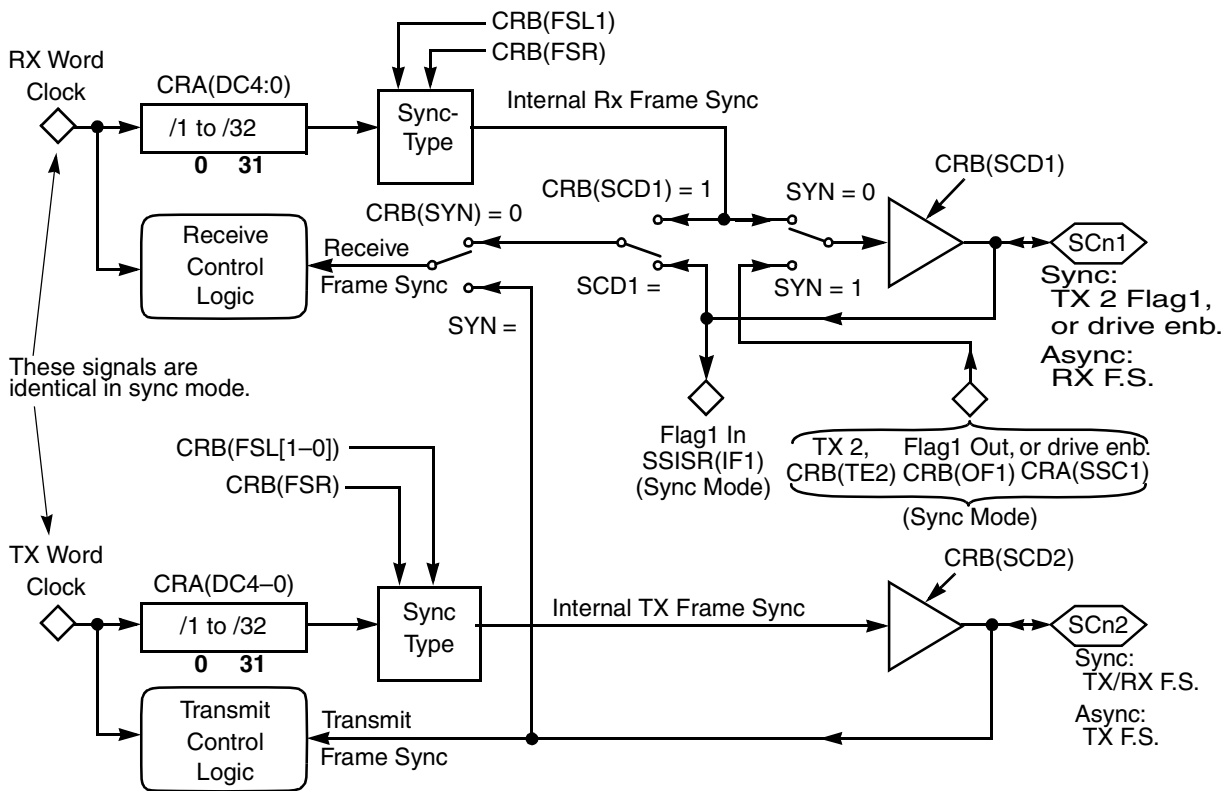 CRB(FSL1)
CRB(FSR)
RX Word
Clock
CRA(DC4:0)
/1 to /32
0 31
Sync-
Type
Internal Rx Frame Sync
CRB(SCD1) = 1
SYN = 0
CRB(SCD1)
CRB(SYN) = 0
Receive
Control
Logic
Receive
Frame Sync
SCD1 =
SYN = 1
SYN =
SCn1
Sync:
TX 2 Flag1,
or drive enb.
Async:
RX F.S.
These signals are
identical in sync mode.
Flag1 In
SSISR(IF1)
(Sync Mode)
TX 2, Flag1 Out, or drive enb.
CRB(TE2) CRB(OF1) CRA(SSC1)
(Sync Mode)
CRB(FSL[1–0])
CRB(FSR)
TX Word
Clock
CRA(DC4–0)
/1 to /32
0 31
Sync
Type
Internal TX Frame Sync
CRB(SCD2)
SCn2
Sync:
TX/RX F.S.
Async:
TX F.S.
Transmit
Control
Logic
Transmit
Frame Sync